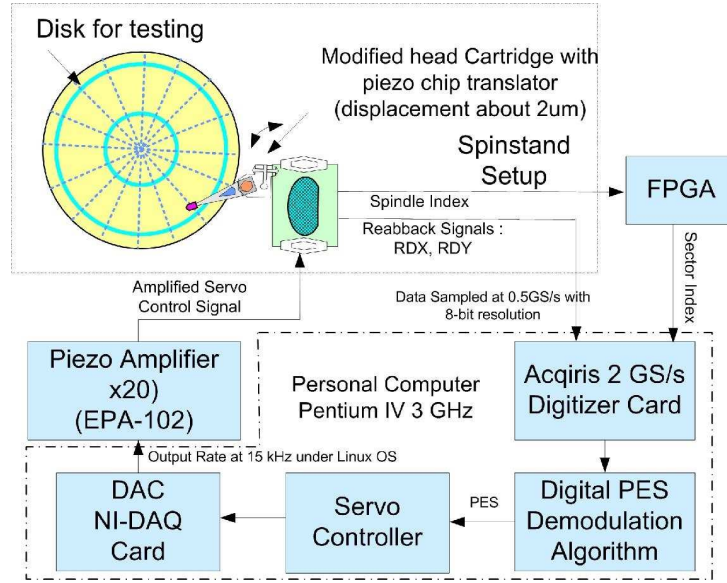 Disk for testing
Modified head Cartridge with
piezo chip translator
(displacement about 2um)
Spinstand
Setup
FPGA
Spindle Index
Reabback Signals :
RDX, RDY
Sector Index
Amplified Servo
Control Signal
Data Sampled at 0.5GS/s with
8-bit resolution
Piezo Amplifier
x20)
(EPA-102)
Personal Computer
Pentium IV 3 GHz
Acqiris 2 GS/s
Digitizer Card
Output Rate at 15 kHz under Linux OS
DAC
NI-DAQ
Card
Servo
Controller
PES
Digital PES
Demodulation
Algorithm